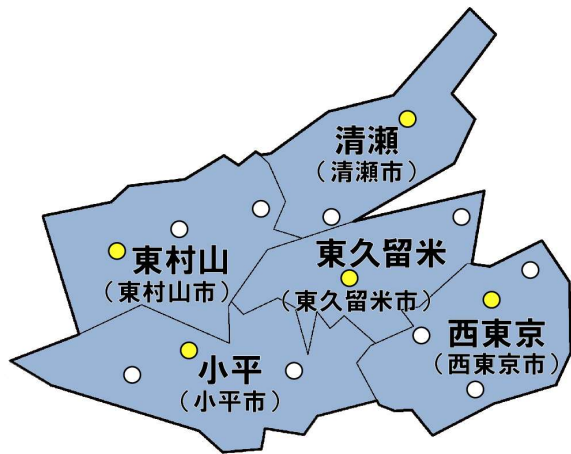 清瀬
（清瀬市）
東村山
（東村山市）
東久留米
（東久留米市）
西東京
（西東京市）
小平
（小平市）